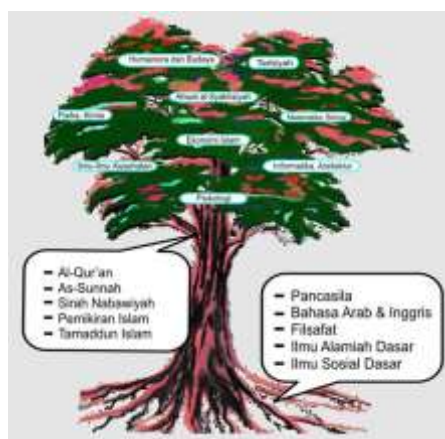 Humaniora dan Budaya
Tarbiyah
Ahwal al Syakhsiyah
Fisika, Kimia
Matematika
Ekonomi Islam
Ilmu-Ilmu Kesehatan
Informatika, Arsitektur
Psikologi
- Al-Qur'an
- As-Sunnah
- Sirah Nabawiyah
- Pemikiran Islam
- Tamaddun Islam
- Pancasila
- Bahasa Arab & Inggris
- Filsafat
- Ilmu Alamiah Dasar
- Ilmu Sosial Dasar